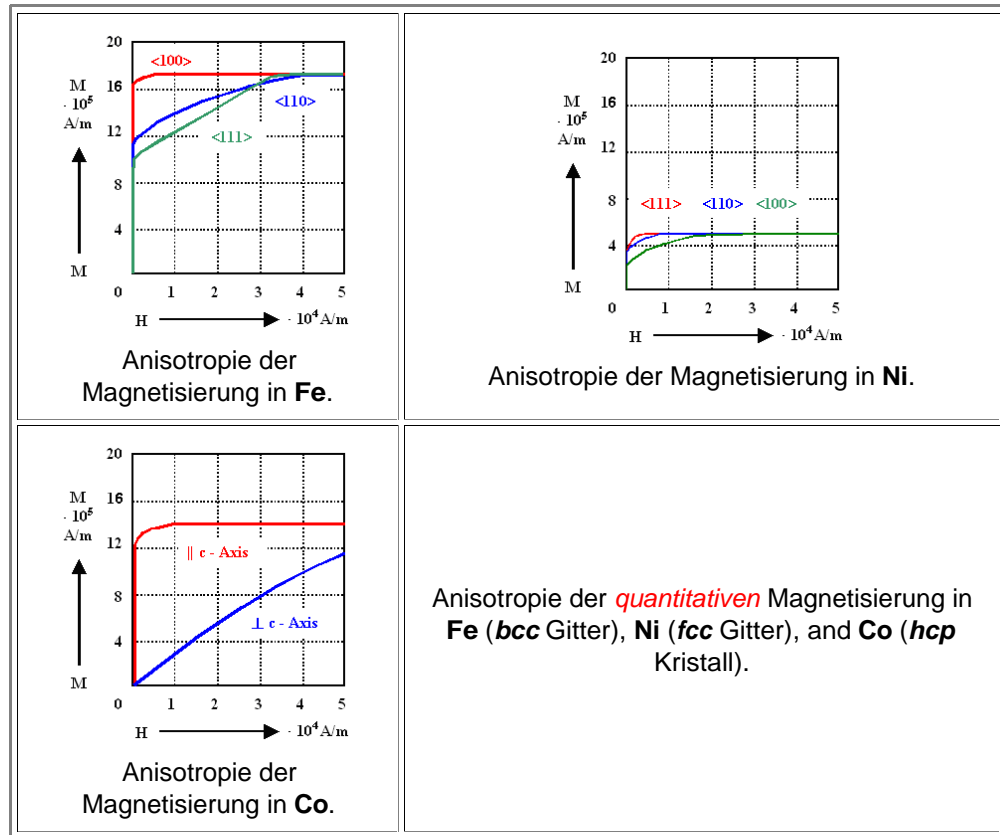 20
<100>
M
· 10⁵
A/m
16
<110>
12
<111>
8
4
M
0 1 2 3 4 5
H · 10⁴ A/m
Anisotropie der
Magnetisierung in Fe.
20
M
· 10⁵
A/m
16
12
8
<111> <110> <100>
4
M
0 1 2 3 4 5
H · 10⁴ A/m
Anisotropie der Magnetisierung in Ni.
20
M
· 10⁵
A/m
16
12
|| c - Axis
8
⊥ c - Axis
4
M
0 1 2 3 4 5
H · 10⁴ A/m
Anisotropie der
Magnetisierung in Co.
Anisotropie der quantitativen Magnetisierung in
Fe (bcc Gitter), Ni (fcc Gitter), and Co (hcp
Kristall).